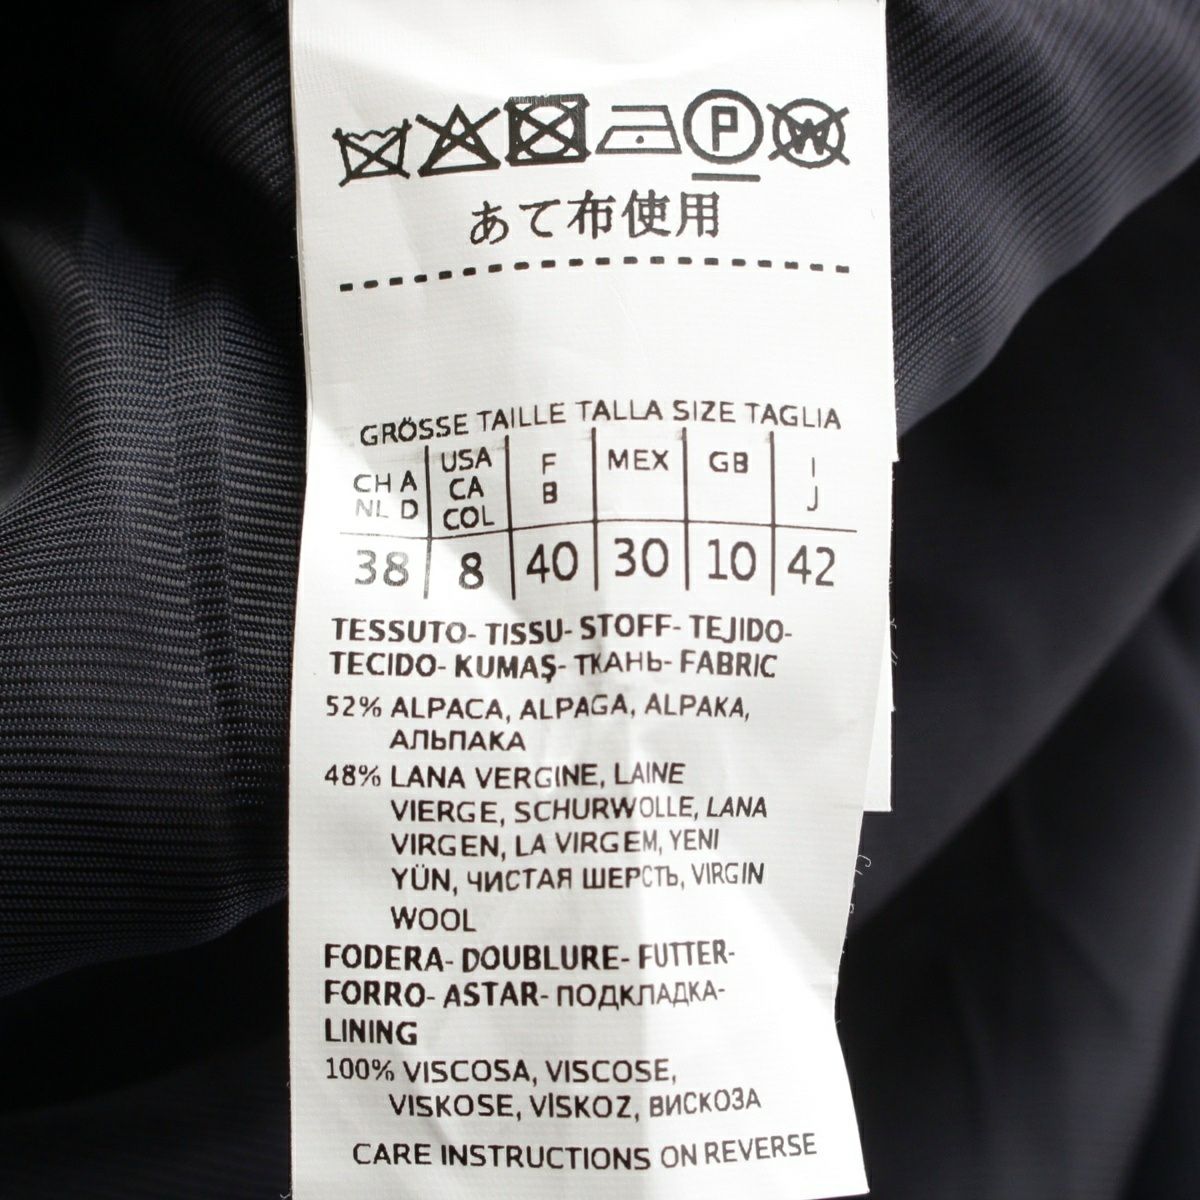 P W
あて布使用
GRÖSSE TAILLE TALLA SIZE TAGLIA
CH A NL D | USA CA COL | F B | MEX | GB | I J
38 | 8 | 40 | 30 | 10 | 42
TESSUTO- TISSU- STOFF- TEJIDO-
TECIDO- KUMAŞ- ТКАНЬ- FABRIC
52% ALPACA, ALPAGA, ALPAKA,
АЛЬПАКА
48% LANA VERGINE, LAINE
VIERGE, SCHURWOLLE, LANA
VIRGEN, LA VIRGEM, YENI
YÜN, ЧИСТАЯ ШЕРСТЬ, VIRGIN
WOOL
FODERA- DOUBLURE- FUTTER-
FORRO- ASTAR- ПОДКЛАДКА-
LINING
100% VISCOSA, VISCOSE,
VISKOSE, VİSKOZ, ВИСКОЗА
CARE INSTRUCTIONS ON REVERSE